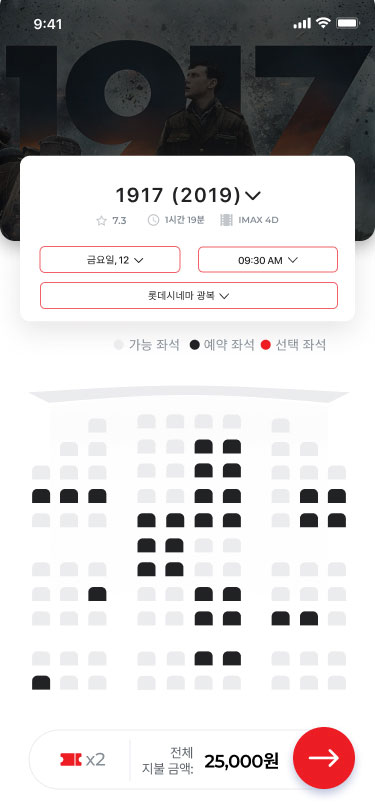 9:41
1917
1917 (2019)
7.3 1시간 19분 IMAX 4D
금요일, 12 09:30 AM
롯데시네마 광복
가능 좌석 예약 좌석 선택 좌석
x2 전체
지불 금액: 25,000원